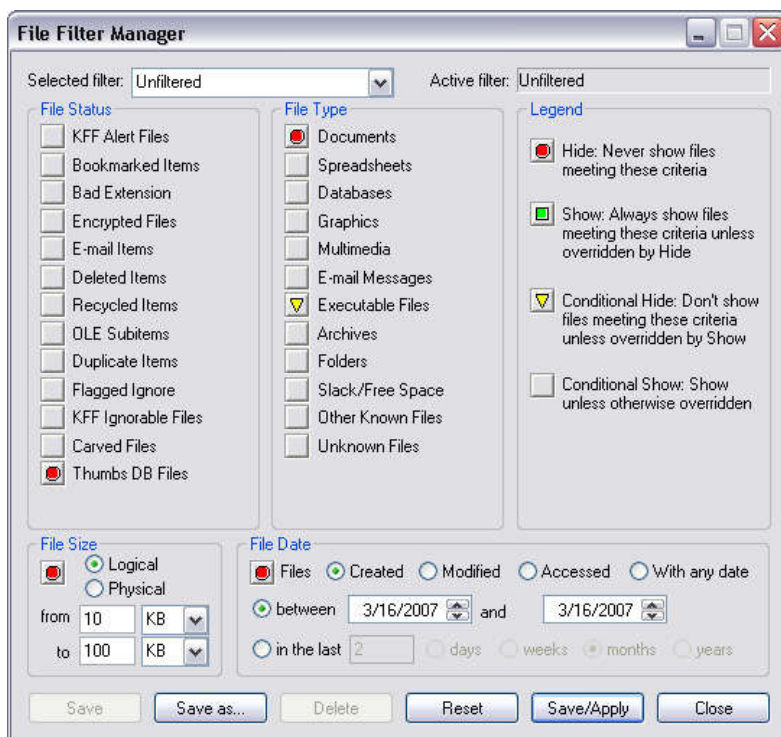 File Filter Manager
Selected filter: Unfiltered
Active filter: Unfiltered
File Status
KFF Alert Files
Bookmarked Items
Bad Extension
Encrypted Files
E-mail Items
Deleted Items
Recycled Items
OLE Subitems
Duplicate Items
Flagged Ignore
KFF Ignorable Files
Carved Files
Thumbs DB Files
File Type
Documents
Spreadsheets
Databases
Graphics
Multimedia
E-mail Messages
Executable Files
Archives
Folders
Slack/Free Space
Other Known Files
Unknown Files
Legend
Hide: Never show files
meeting these criteria
Show: Always show files
meeting these criteria unless
overridden by Hide
Conditional Hide: Don't show
files meeting these criteria
unless overridden by Show
Conditional Show: Show
unless otherwise overridden
File Size
Logical
Physical
from 10 KB
to 100 KB
File Date
Files Created Modified Accessed With any date
between 3/16/2007 and 3/16/2007
in the last 2 days weeks months years
Save Save as... Delete Reset Save/Apply Close